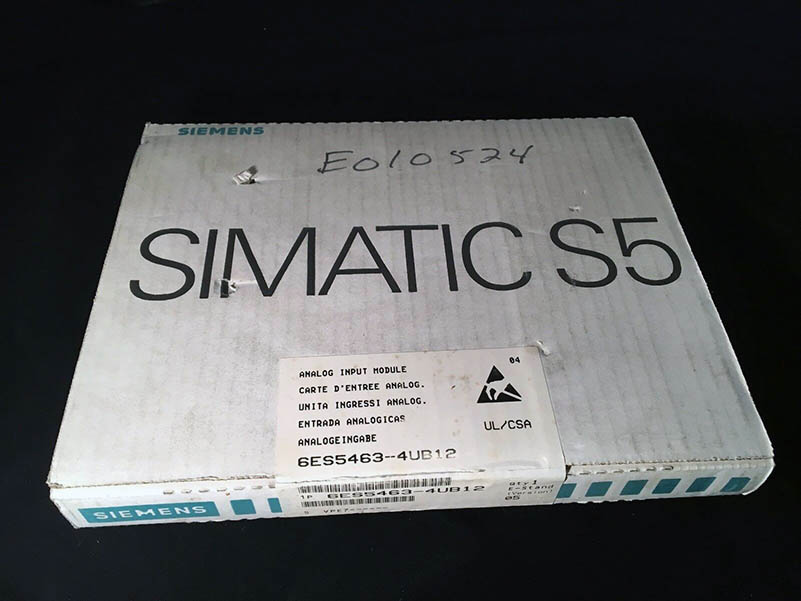 SIEMENS
E010524
SIMATIC S5
04
ANALOG INPUT MODULE
CARTE D'ENTREE ANALOG.
UNITA INGRESSI ANALOG.
ENTRADA ANALOGICAS
ANALOGEINGABE
UL/CSA
6ES5463-4UB12
1P 6ES5463-4UB12
Qty 1
E-Stand
(Version)
05
S
SIEMENS